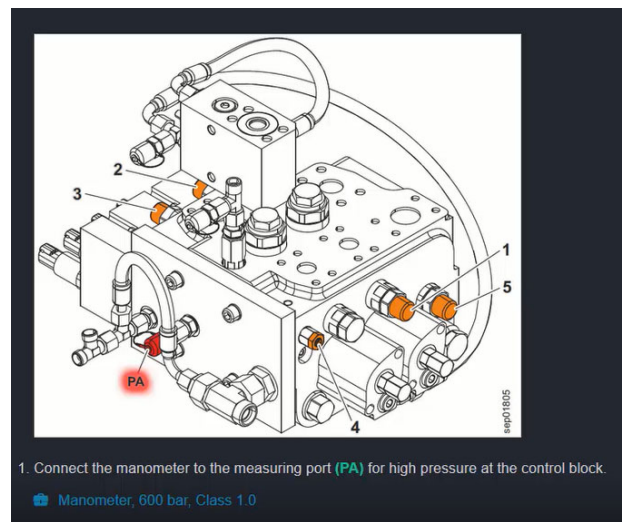 2
3
1
5
PA
4
sep01805
1. Connect the manometer to the measuring port (PA) for high pressure at the control block.
Manometer, 600 bar, Class 1.0